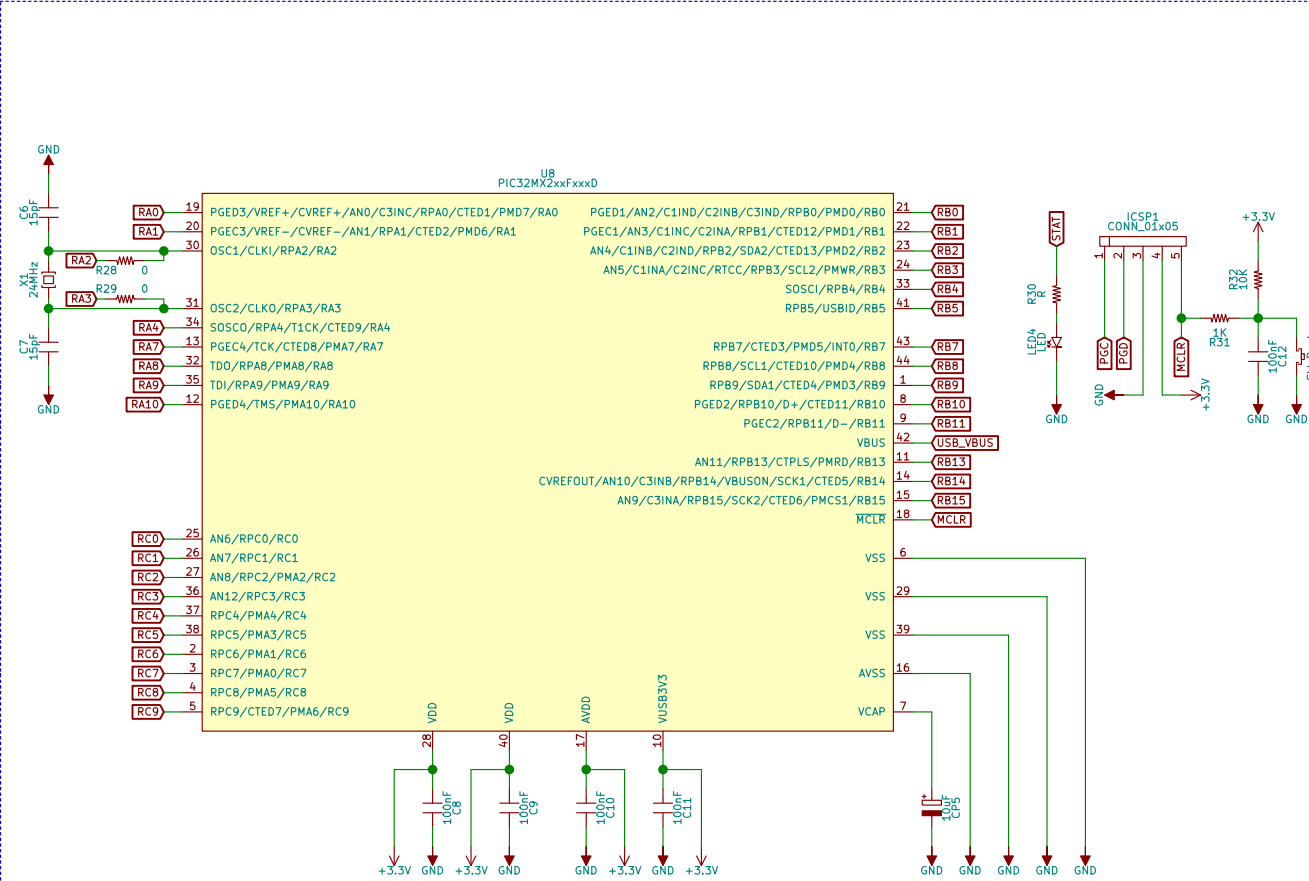 U8
PIC32MX2xxFxxxD
GND
C6
15pF
X1
24MHz
C7
15pF
GND
RA2
R28
0
RA3
R29
0
RA0 19 PGED3/VREF+/CVREF+/AN0/C3INC/RPA0/CTED1/PMD7/RA0
RA1 20 PGEC3/VREF-/CVREF-/AN1/RPA1/CTED2/PMD6/RA1
30 OSC1/CLKI/RPA2/RA2
31 OSC2/CLKO/RPA3/RA3
RA4 34 SOSCO/RPA4/T1CK/CTED9/RA4
RA7 13 PGEC4/TCK/CTED8/PMA7/RA7
RA8 32 TDO/RPA8/PMA8/RA8
RA9 35 TDI/RPA9/PMA9/RA9
RA10 12 PGED4/TMS/PMA10/RA10
RC0 25 AN6/RPC0/RC0
RC1 26 AN7/RPC1/RC1
RC2 27 AN8/RPC2/PMA2/RC2
RC3 36 AN12/RPC3/RC3
RC4 37 RPC4/PMA4/RC4
RC5 38 RPC5/PMA3/RC5
RC6 2 RPC6/PMA1/RC6
RC7 3 RPC7/PMA0/RC7
RC8 4 RPC8/PMA5/RC8
RC9 5 RPC9/CTED7/PMA6/RC9
PGED1/AN2/C1IND/C2INB/C3IND/RPB0/PMD0/RB0 21 RB0
PGEC1/AN3/C1INC/C2INA/RPB1/CTED12/PMD1/RB1 22 RB1
AN4/C1INB/C2IND/RPB2/SDA2/CTED13/PMD2/RB2 23 RB2
AN5/C1INA/C2INC/RTCC/RPB3/SCL2/PMWR/RB3 24 RB3
SOSCI/RPB4/RB4 33 RB4
RPB5/USBID/RB5 41 RB5
RPB7/CTED3/PMD5/INT0/RB7 43 RB7
RPB8/SCL1/CTED10/PMD4/RB8 44 RB8
RPB9/SDA1/CTED4/PMD3/RB9 1 RB9
PGED2/RPB10/D+/CTED11/RB10 8 RB10
PGEC2/RPB11/D-/RB11 9 RB11
VBUS 42 USB_VBUS
AN11/RPB13/CTPLS/PMRD/RB13 11 RB13
CVREFOUT/AN10/C3INB/RPB14/VBUSON/SCK1/CTED5/RB14 14 RB14
AN9/C3INA/RPB15/SCK2/CTED6/PMCS1/RB15 15 RB15
MCLR 18 MCLR
VSS 6
VSS 29
VSS 39
AVSS 16
VCAP 7
VDD 28
VDD 40
AVDD 17
VUSB3V3 10
100nF
C8
100nF
C9
100nF
C10
100nF
C11
+
10uF
CP5
+3.3V GND +3.3V GND GND +3.3V GND +3.3V GND GND GND GND GND
STAT
R30
R
LED4
LED
GND
ICSP1
CONN_01x05
1 2 3 4 5
PGC
PGD
MCLR
GND
+3.3V
1K
R31
+3.3V
R32
10K
100nF
C12
GND GND